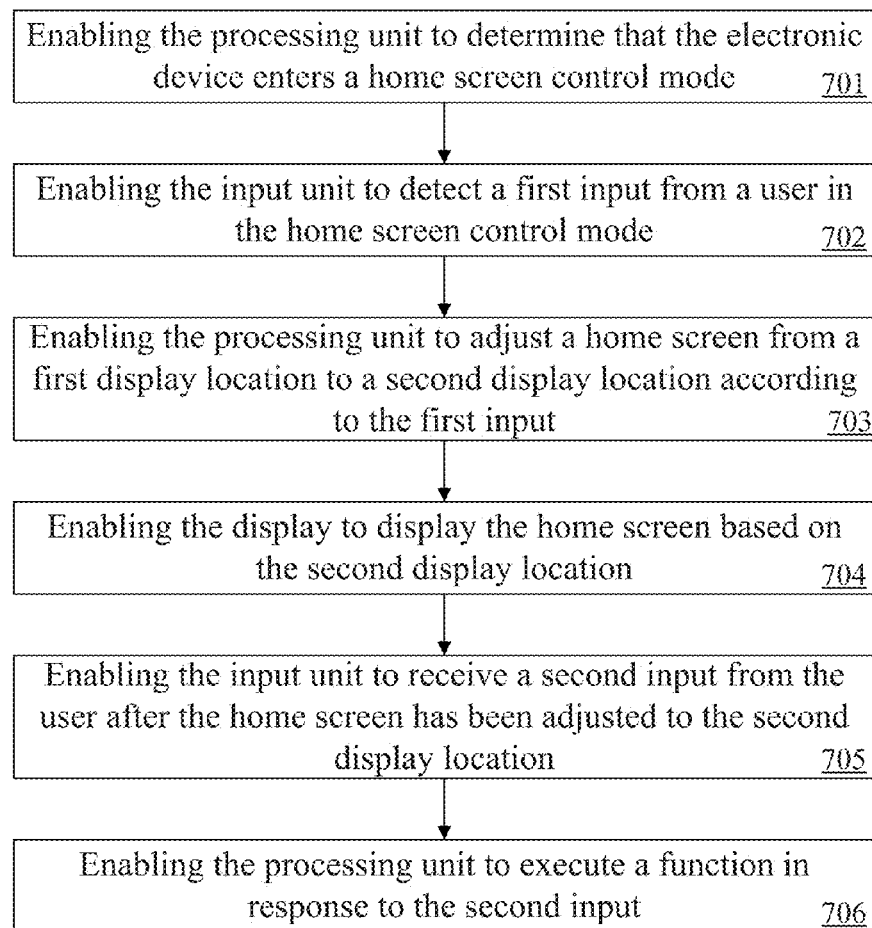 Enabling the processing unit to determine that the electronic
device enters a home screen control mode 701
Enabling the input unit to detect a first input from a user in
the home screen control mode 702
Enabling the processing unit to adjust a home screen from a
first display location to a second display location according
to the first input 703
Enabling the display to display the home screen based on
the second display location 704
Enabling the input unit to receive a second input from the
user after the home screen has been adjusted to the second
display location 705
Enabling the processing unit to execute a function in
response to the second input 706